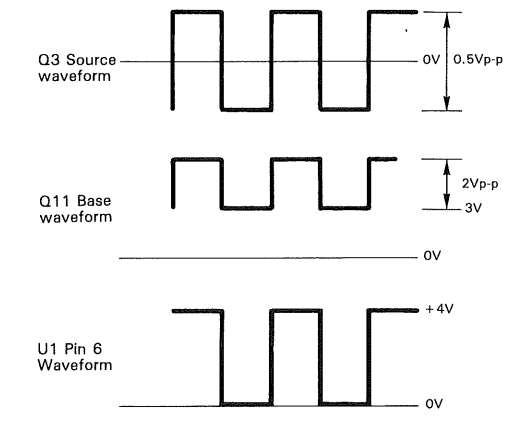 Q3 Source
waveform
0V
0.5Vp-p
Q11 Base
waveform
2Vp-p
3V
0V
U1 Pin 6
Waveform
+4V
0V